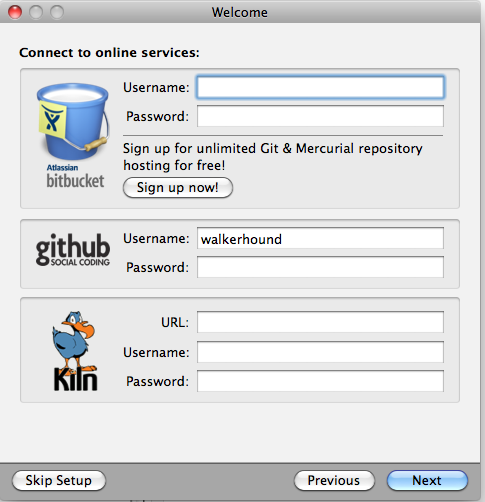 Welcome
Connect to online services:
Username:
Password:
Sign up for unlimited Git & Mercurial repository
hosting for free!
Sign up now!
Atlassian
bitbucket
github
SOCIAL CODING
Username: walkerhound
Password:
Kiln
URL:
Username:
Password:
Skip Setup
Previous
Next